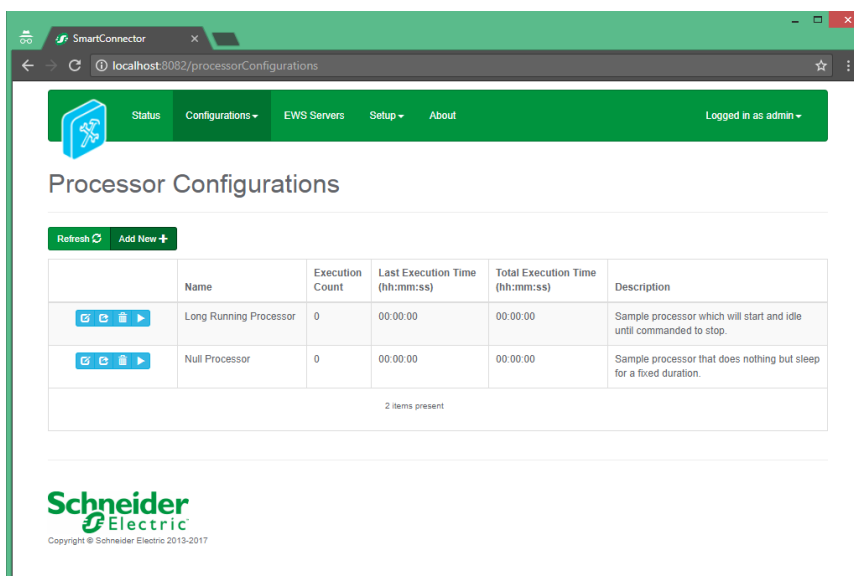 SmartConnector
localhost:8082/processorConfigurations
Status Configurations EWS Servers Setup About Logged in as admin
Processor Configurations
Refresh Add New
Name Execution Count Last Execution Time (hh:mm:ss) Total Execution Time (hh:mm:ss) Description
Long Running Processor 0 00:00:00 00:00:00 Sample processor which will start and idle
until commanded to stop.
Null Processor 0 00:00:00 00:00:00 Sample processor that does nothing but sleep
for a fixed duration.
2 items present
Schneider
Electric
Copyright © Schneider Electric 2013-2017